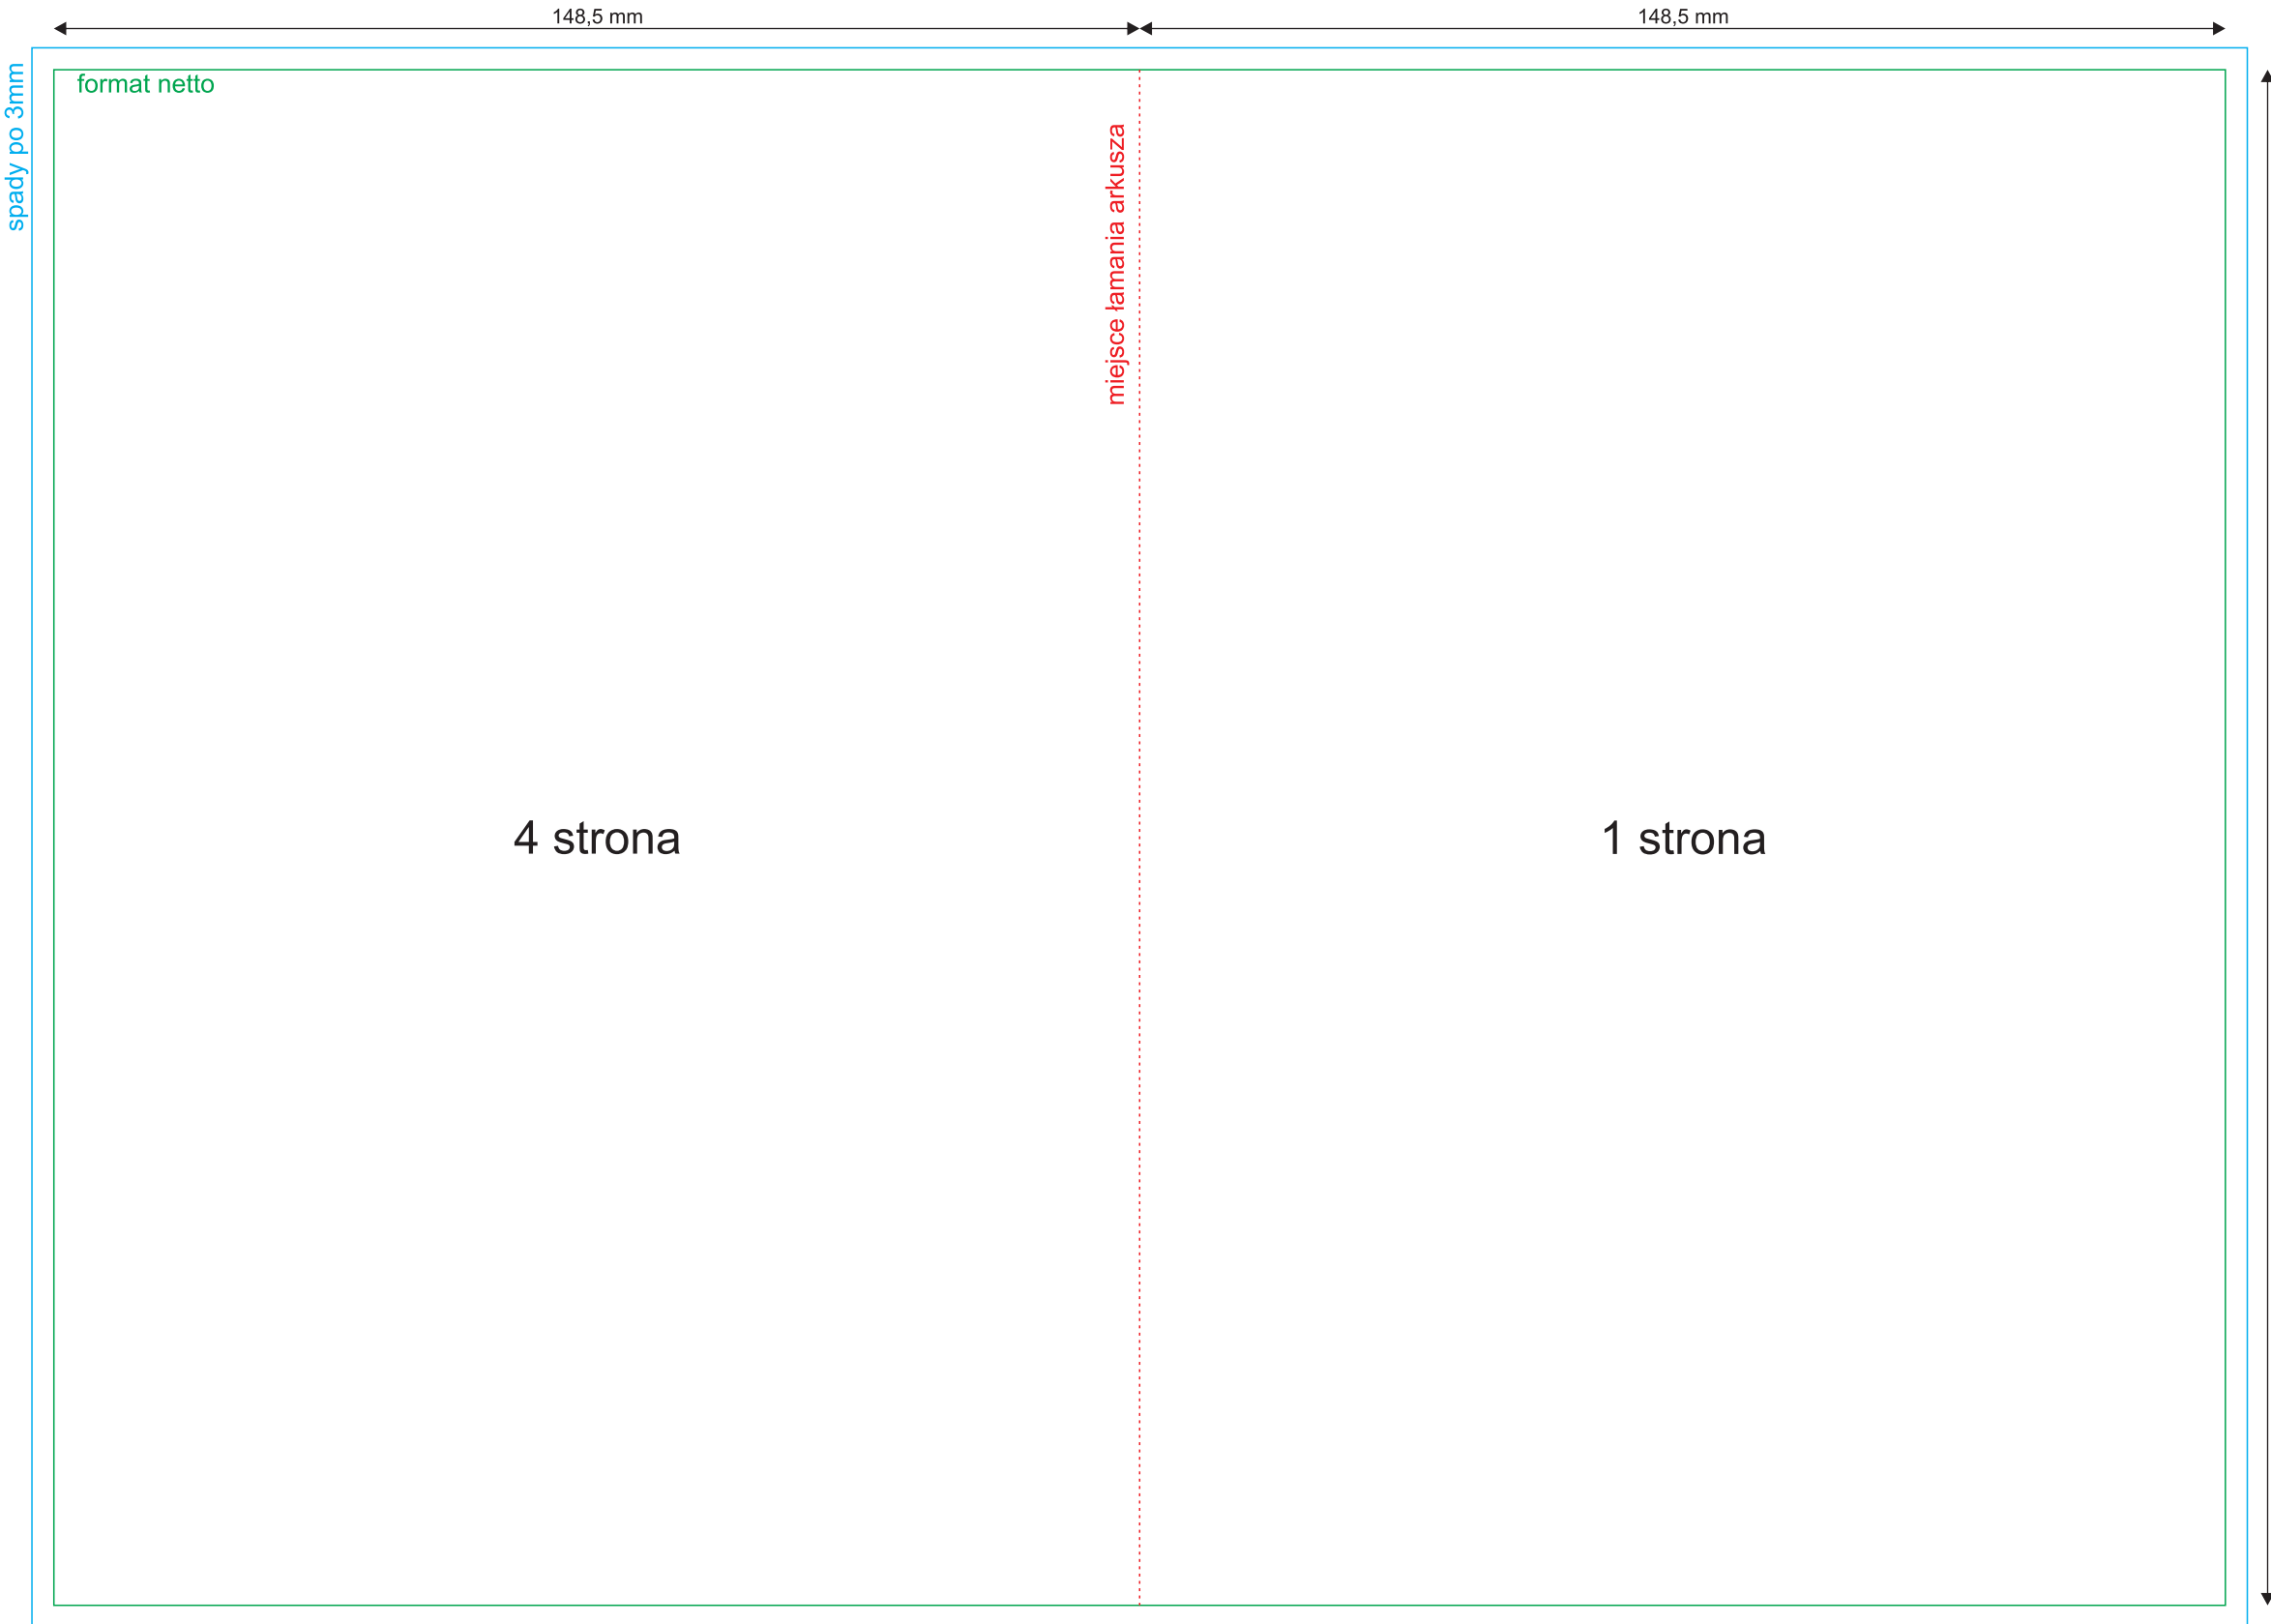 148,5 mm
148,5 mm
spady po 3mm
format netto
miejsce łamania arkusza
4 strona
1 strona